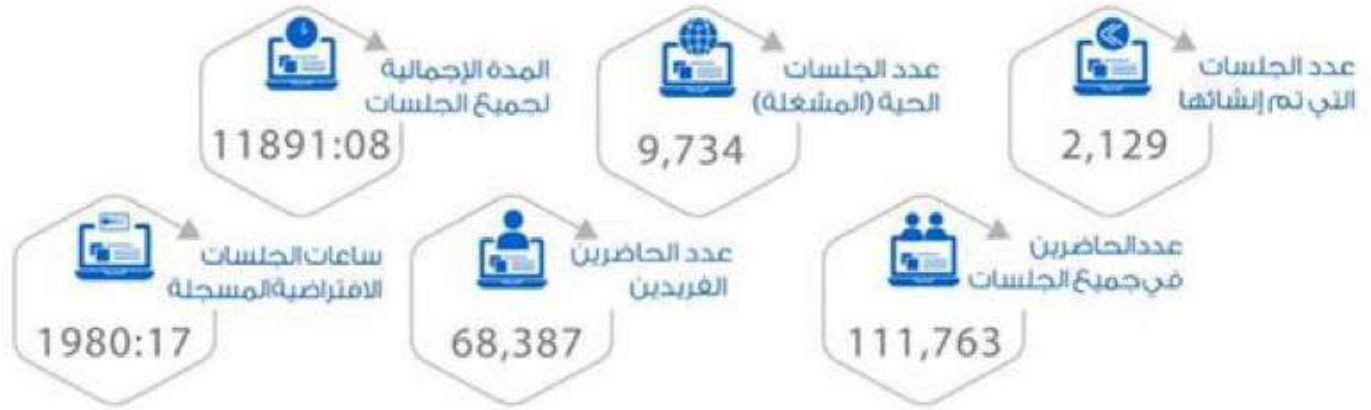 عدد الجلسات
التي تم إنشائها
2,129
عدد الجلسات
الحية (المشغلة)
9,734
المدة الإجمالية
لجميع الجلسات
11891:08
عددالحاضرين
في جميع الجلسات
111,763
عدد الحاضرين
الفريدين
68,387
ساعات الجلسات
الافتراضية المسجلة
1980:17